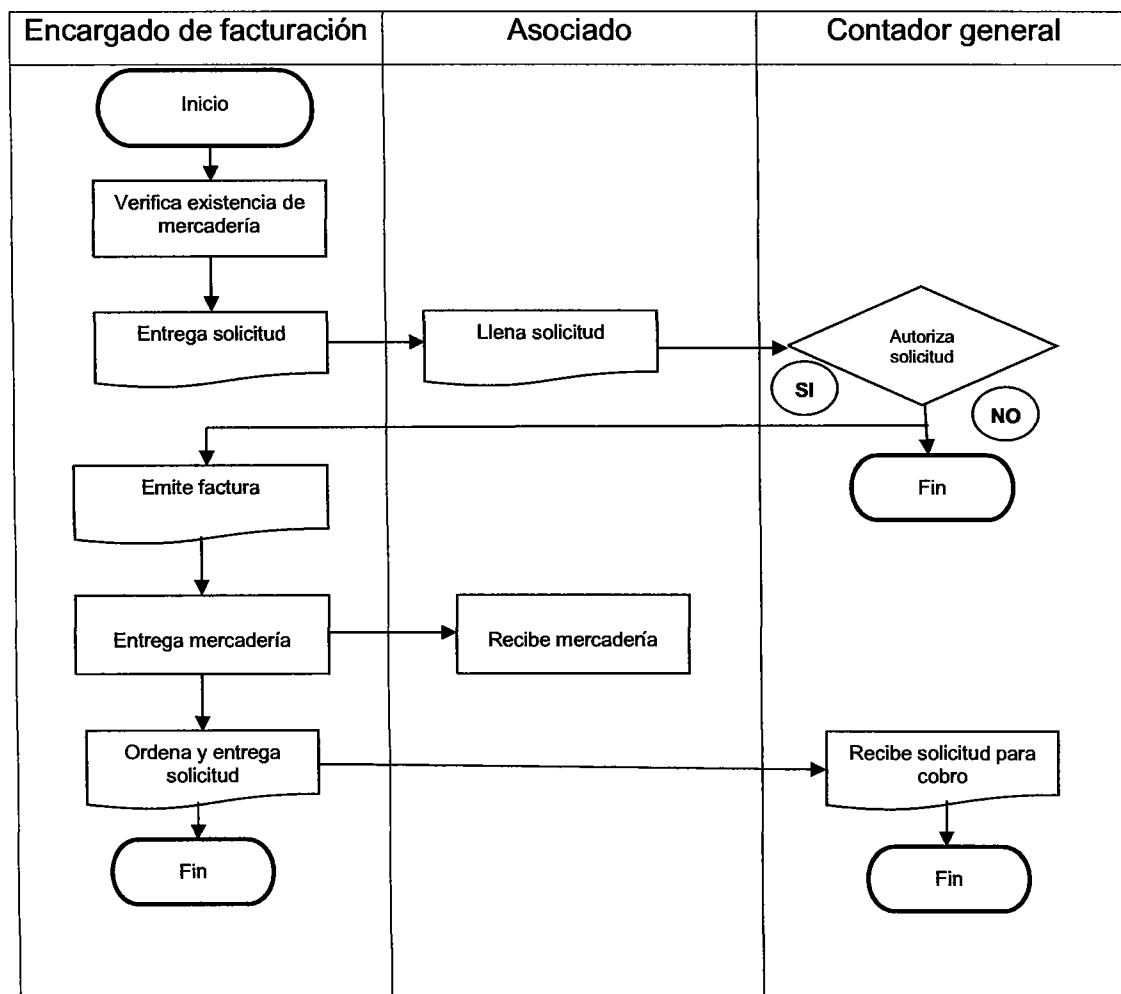 Encargado de facturación
Asociado
Contador general
Inicio
Verifica existencia de
mercadería
Entrega solicitud
Llena solicitud
Autoriza
solicitud
SI
NO
Emite factura
Fin
Entrega mercadería
Recibe mercadería
Ordena y entrega
solicitud
Recibe solicitud para
cobro
Fin
Fin